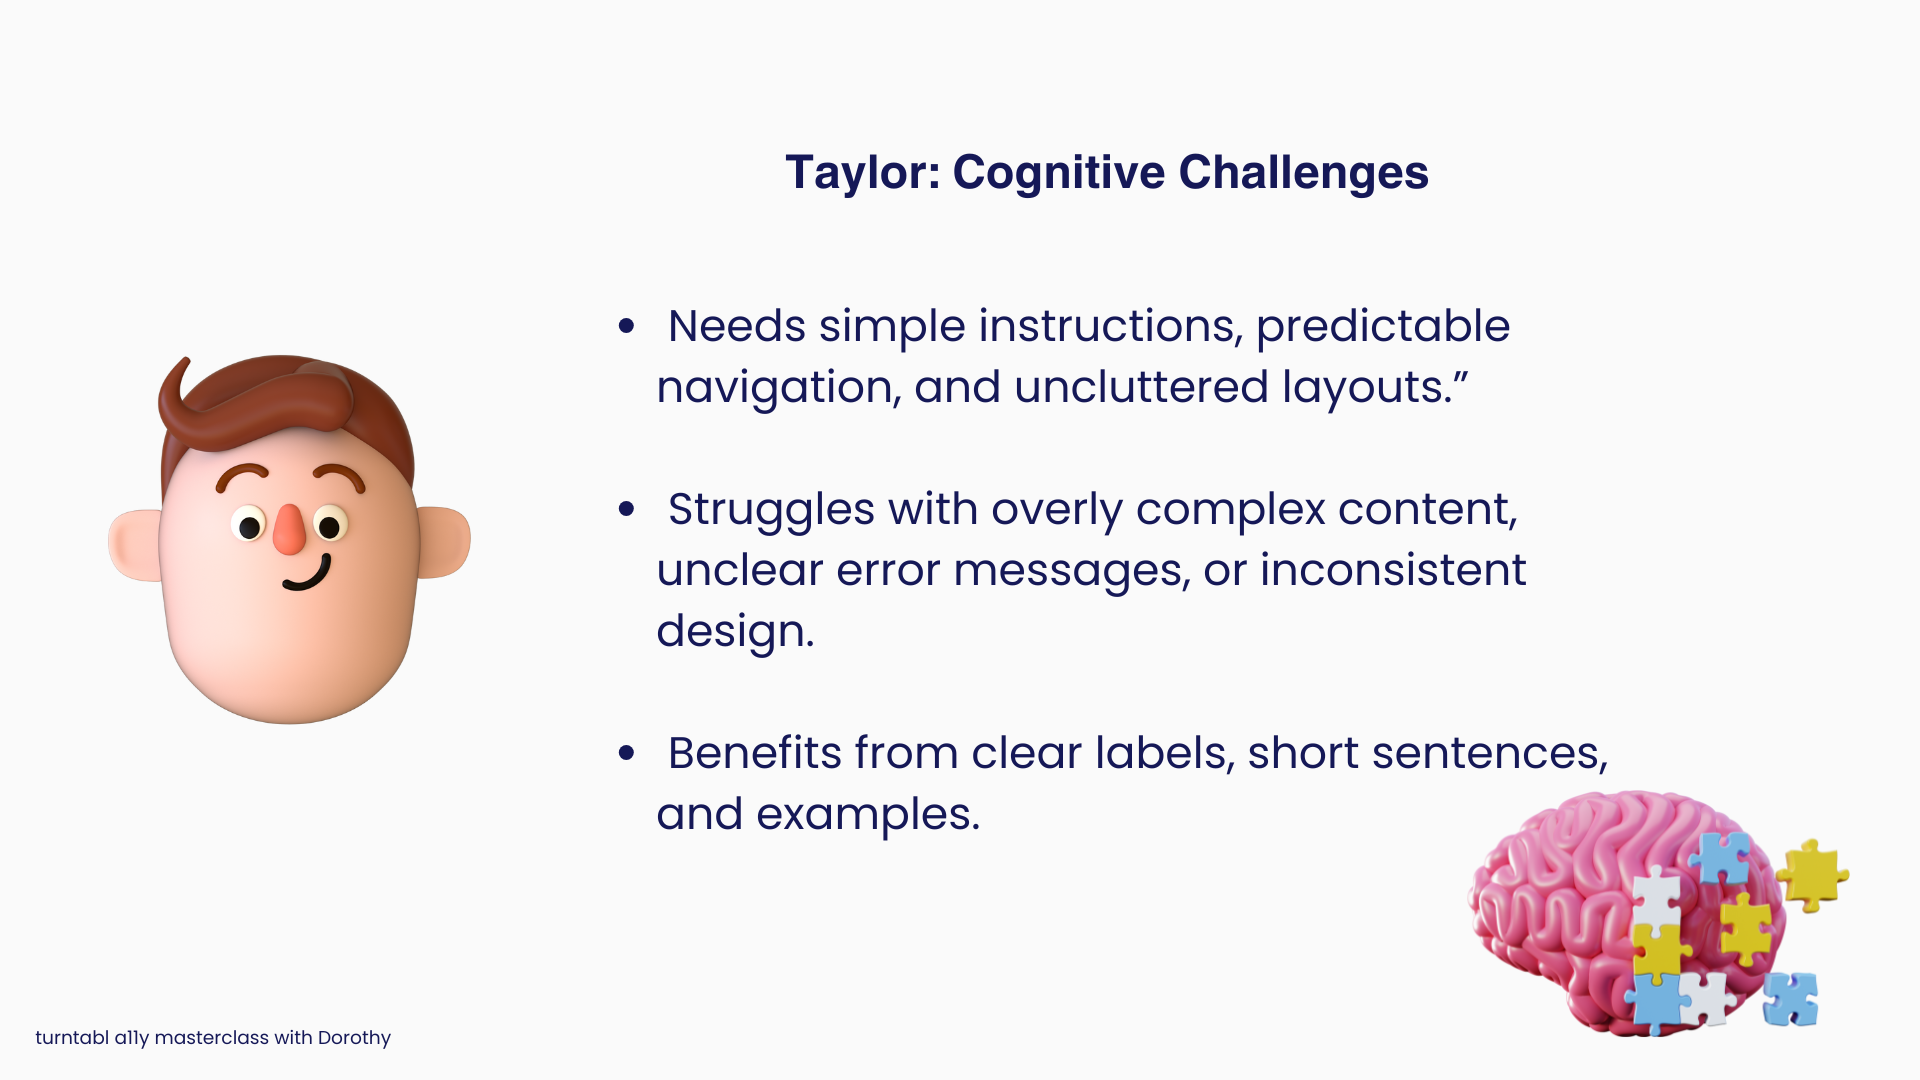 Taylor: Cognitive Challenges
• Needs simple instructions, predictable
navigation, and uncluttered layouts.”
• Struggles with overly complex content,
unclear error messages, or inconsistent
design.
• Benefits from clear labels, short sentences,
and examples.
turntabl a11y masterclass with Dorothy